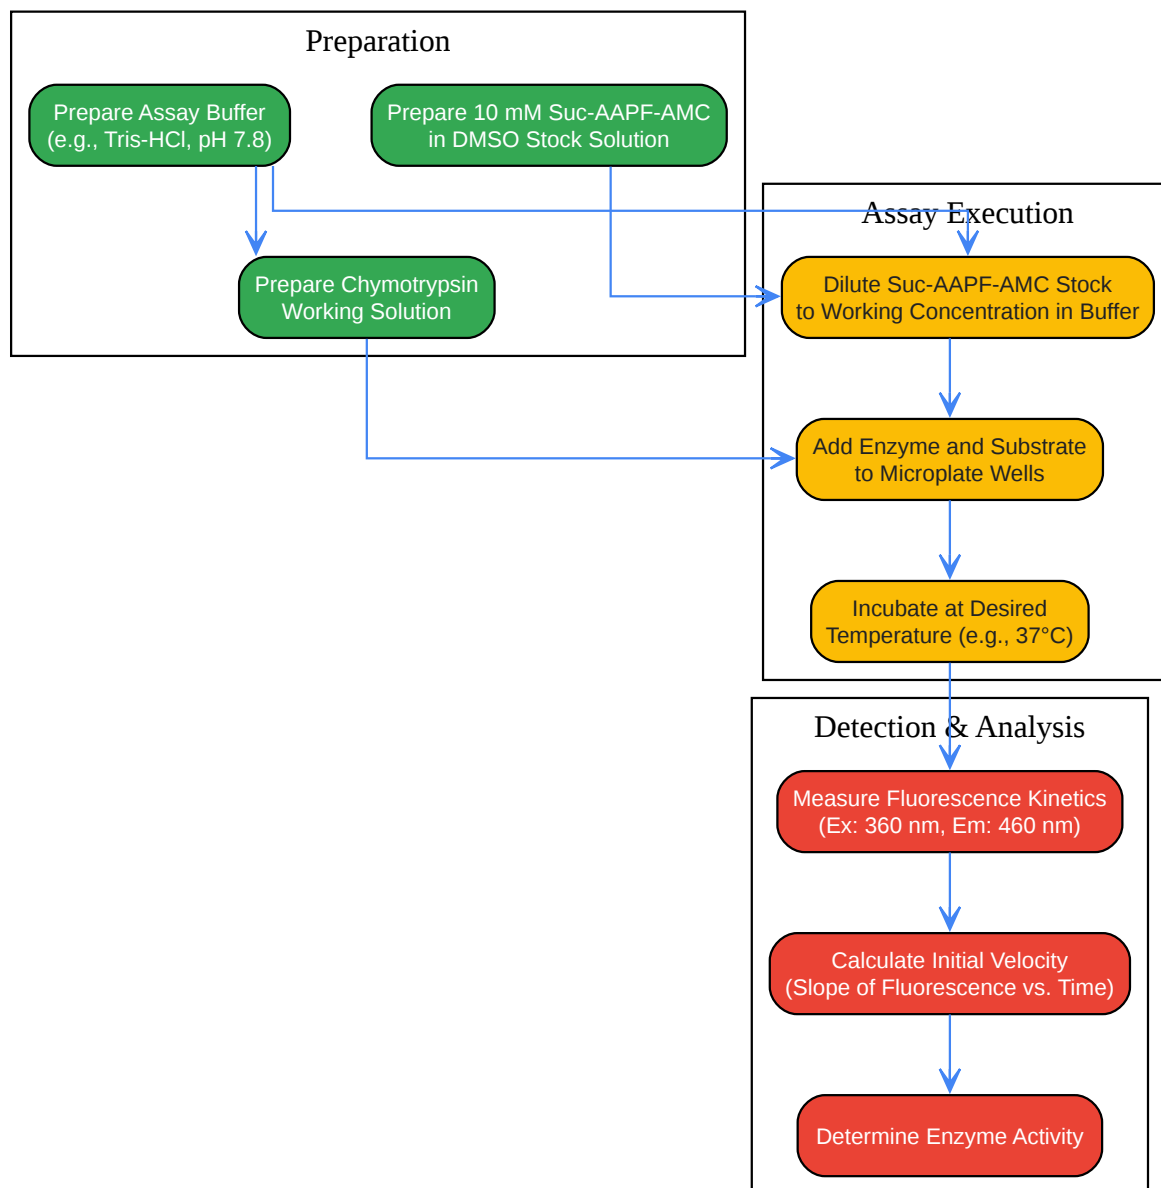 Preparation
Prepare Assay Buffer
(e.g., Tris-HCl, pH 7.8)
Prepare 10 mM Suc-AAPF-AMC
in DMSO Stock Solution
Prepare Chymotrypsin
Working Solution
Assay Execution
Dilute Suc-AAPF-AMC Stock
to Working Concentration in Buffer
Add Enzyme and Substrate
to Microplate Wells
Incubate at Desired
Temperature (e.g., 37°C)
Detection & Analysis
Measure Fluorescence Kinetics
(Ex: 360 nm, Em: 460 nm)
Calculate Initial Velocity
(Slope of Fluorescence vs. Time)
Determine Enzyme Activity